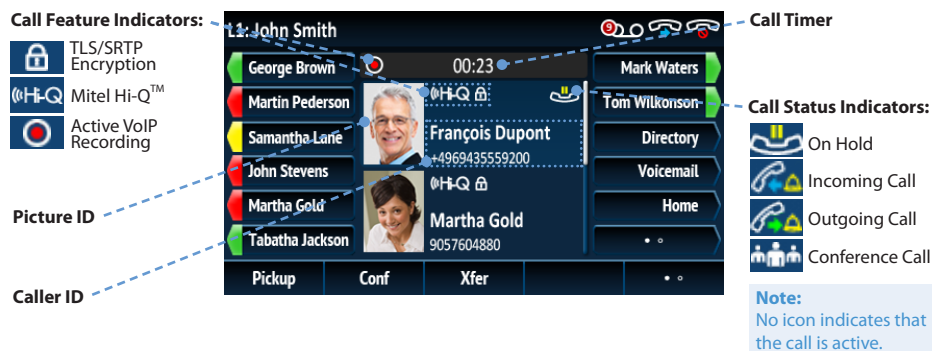 Call Feature Indicators:
TLS/SRTP
Encryption
((Hi-Q Mitel Hi-Q™
Active VoIP
Recording
Picture ID
Caller ID
L1: John Smith
9
George Brown
00:23
Mark Waters
Martin Pederson
((Hi-Q
Tom Wilkonson
Samantha Lane
François Dupont
Directory
+4969435559200
John Stevens
((Hi-Q
Voicemail
Martha Gold
Martha Gold
Home
Tabatha Jackson
9057604880
Pickup Conf Xfer
Call Timer
Call Status Indicators:
On Hold
Incoming Call
Outgoing Call
Conference Call
Note:
No icon indicates that
the call is active.